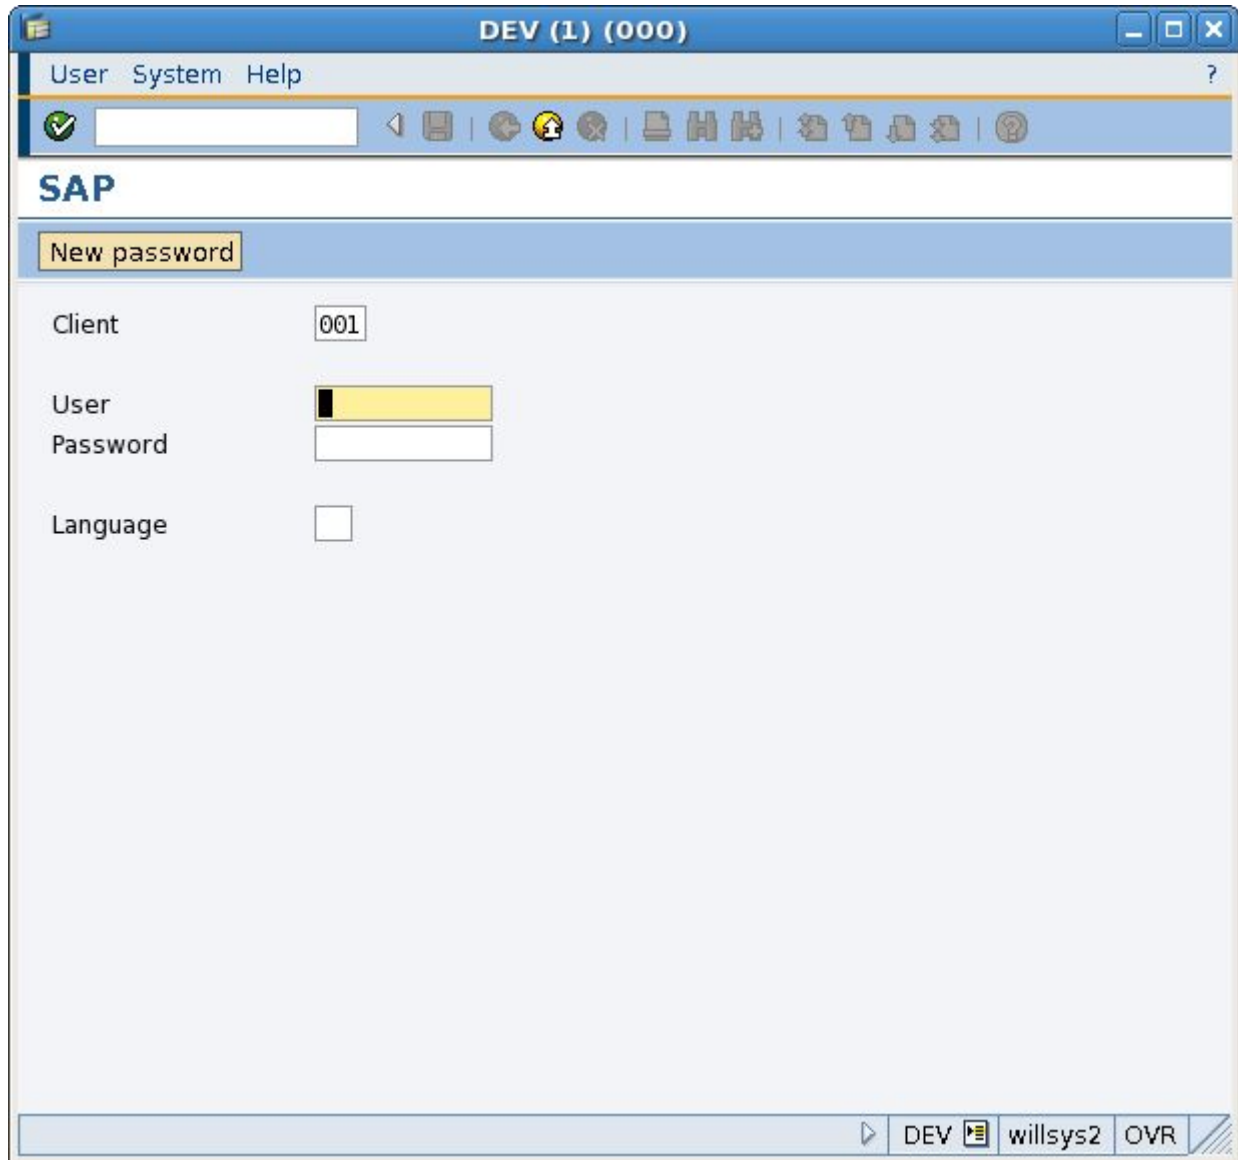 DEV (1) (000)
User System Help ?
SAP
New password
Client 001
User
Password
Language
DEV willsys2 OVR